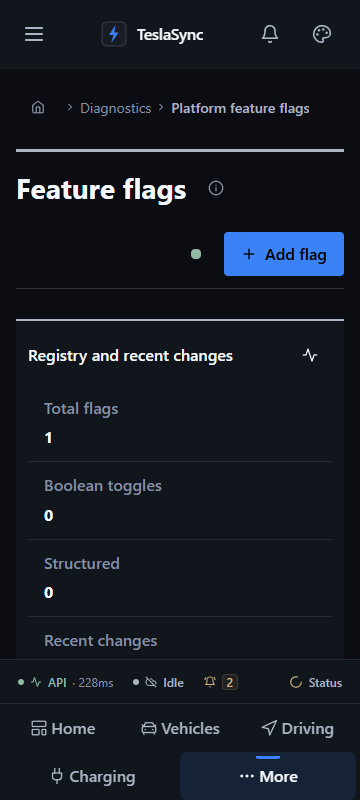 TeslaSync
Diagnostics Platform feature flags
Feature flags
Add flag
Registry and recent changes
Total flags
1
Boolean toggles
0
Structured
0
Recent changes
API · 228ms Idle 2 Status
Home Vehicles Driving
Charging More